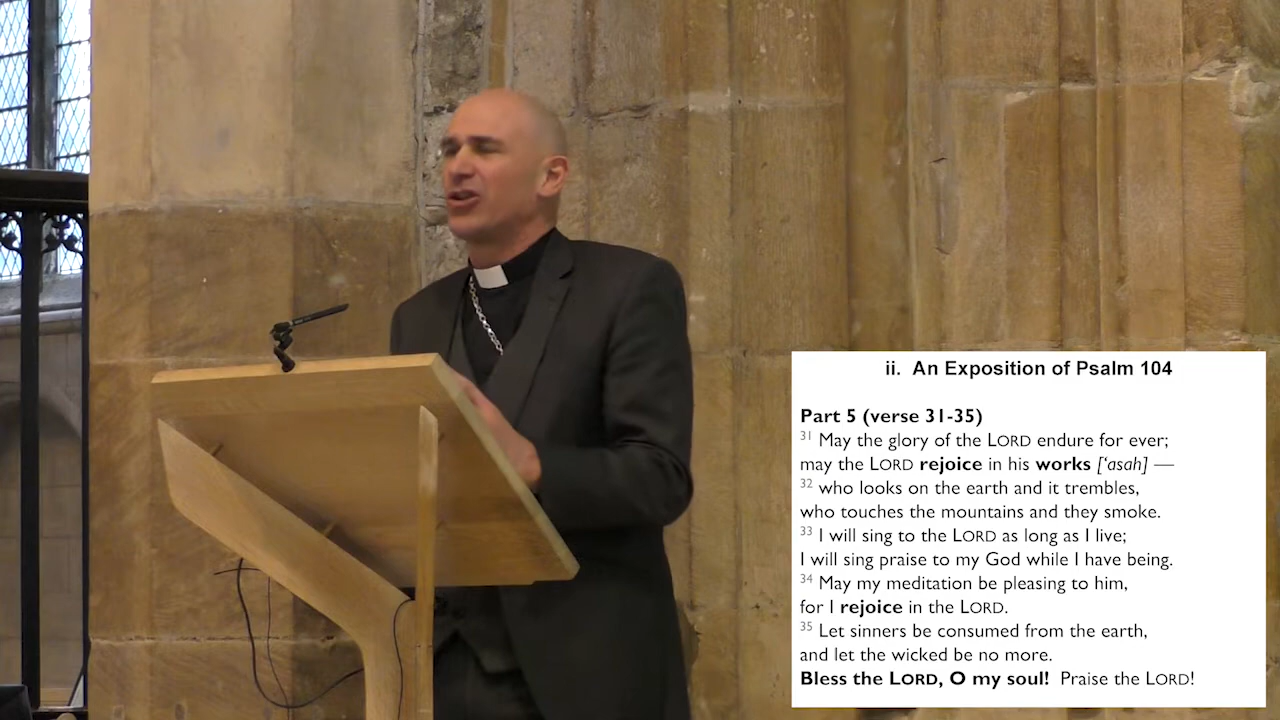 ii. An Exposition of Psalm 104
Part 5 (verse 31-35)
31 May the glory of the LORD endure for ever;
may the LORD rejoice in his works [‘asah] —
32 who looks on the earth and it trembles,
who touches the mountains and they smoke.
33 I will sing to the LORD as long as I live;
I will sing praise to my God while I have being.
34 May my meditation be pleasing to him,
for I rejoice in the LORD.
35 Let sinners be consumed from the earth,
and let the wicked be no more.
Bless the LORD, O my soul! Praise the LORD!